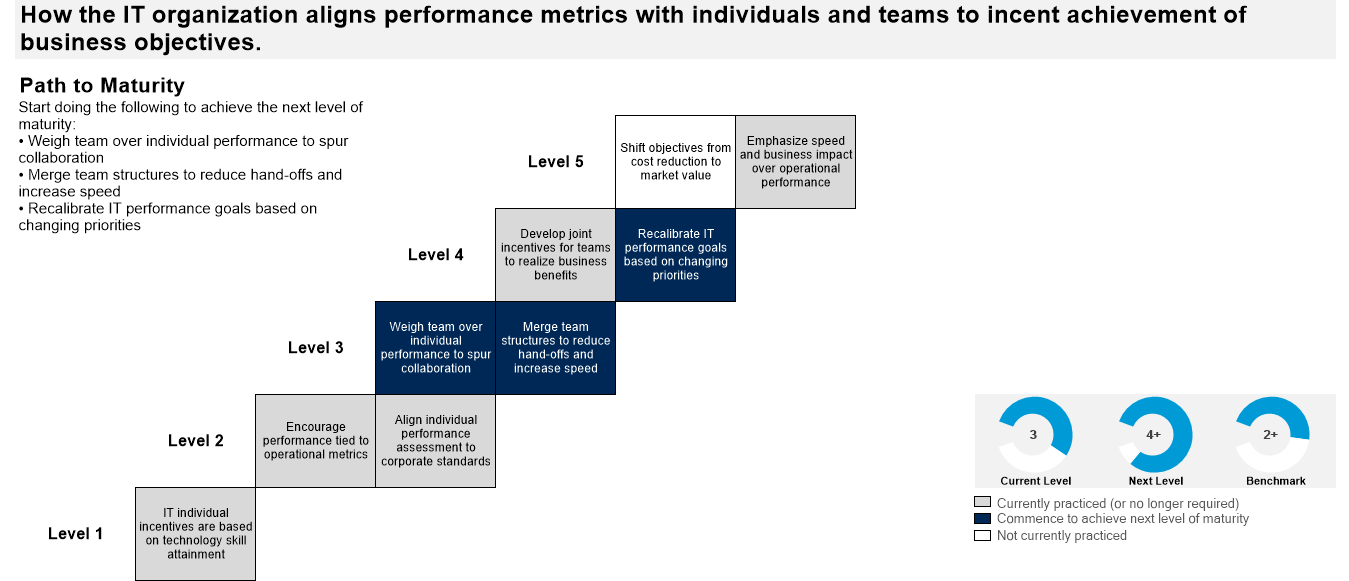 How the IT organization aligns performance metrics with individuals and teams to incent achievement of
business objectives.
Path to Maturity
Start doing the following to achieve the next level of
maturity:
• Weigh team over individual performance to spur
collaboration
• Merge team structures to reduce hand-offs and
increase speed
• Recalibrate IT performance goals based on
changing priorities
Level 5
Shift objectives from
cost reduction to
market value
Emphasize speed
and business impact
over operational
performance
Level 4
Develop joint
incentives for teams
to realize business
benefits
Recalibrate IT
performance goals
based on changing
priorities
Level 3
Weigh team over
individual
performance to spur
collaboration
Merge team
structures to reduce
hand-offs and
increase speed
Level 2
Encourage
performance tied to
operational metrics
Align individual
performance
assessment to
corporate standards
Level 1
IT individual
incentives are based
on technology skill
attainment
3
Current Level
4+
Next Level
2+
Benchmark
Currently practiced (or no longer required)
Commence to achieve next level of maturity
Not currently practiced